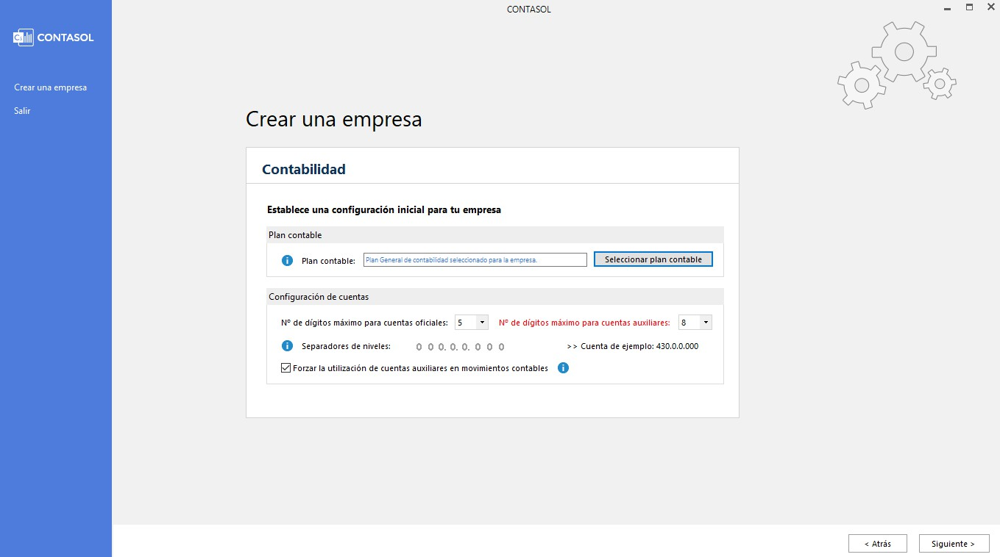 CONTASOL
CONTASOL
Crear una empresa
Salir
Crear una empresa
Contabilidad
Establece una configuración inicial para tu empresa
Plan contable
Plan contable: Plan General de contabilidad seleccionado para la empresa. Seleccionar plan contable
Configuración de cuentas
Nº de dígitos máximo para cuentas oficiales: 5 Nº de dígitos máximo para cuentas auxiliares: 8
Separadores de niveles: 0 0 0. 0. 0. 0 0 0 >> Cuenta de ejemplo: 430.0.0.000
Forzar la utilización de cuentas auxiliares en movimientos contables
< Atrás Siguiente >